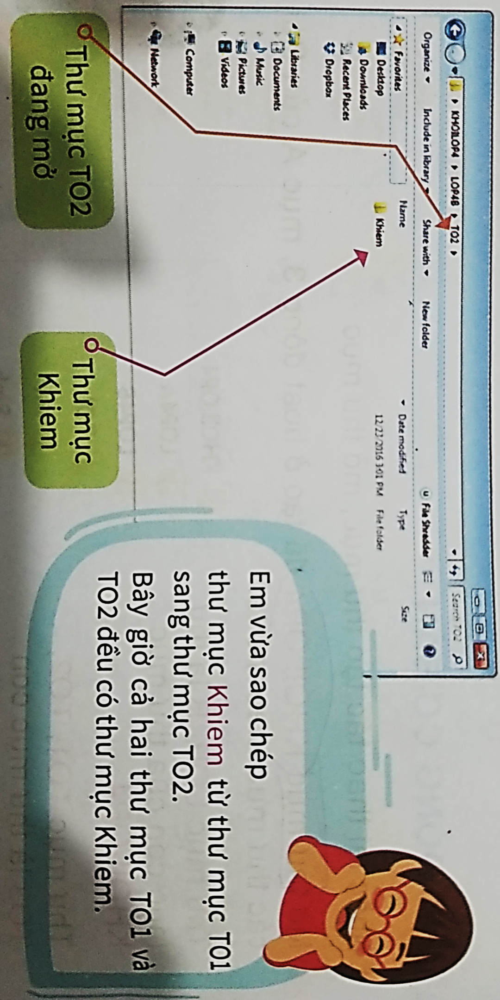 KHOILOP4 ▸ LOP4B ▸ TO2 ▸
Search TO2
Organize Include in library Share with New folder File Shredder
Favorites
Desktop
Downloads
Recent Places
Dropbox
Libraries
Documents
Music
Pictures
Videos
Computer
Network
Name Date modified Type Size
Khiem 12/23/2016 3:01 PM File folder
Thư mục TO2
đang mở
Thư mục
Khiem
Em vừa sao chép
thư mục Khiem từ thư mục TO1
sang thư mục TO2.
Bây giờ cả hai thư mục TO1 và
TO2 đều có thư mục Khiem.